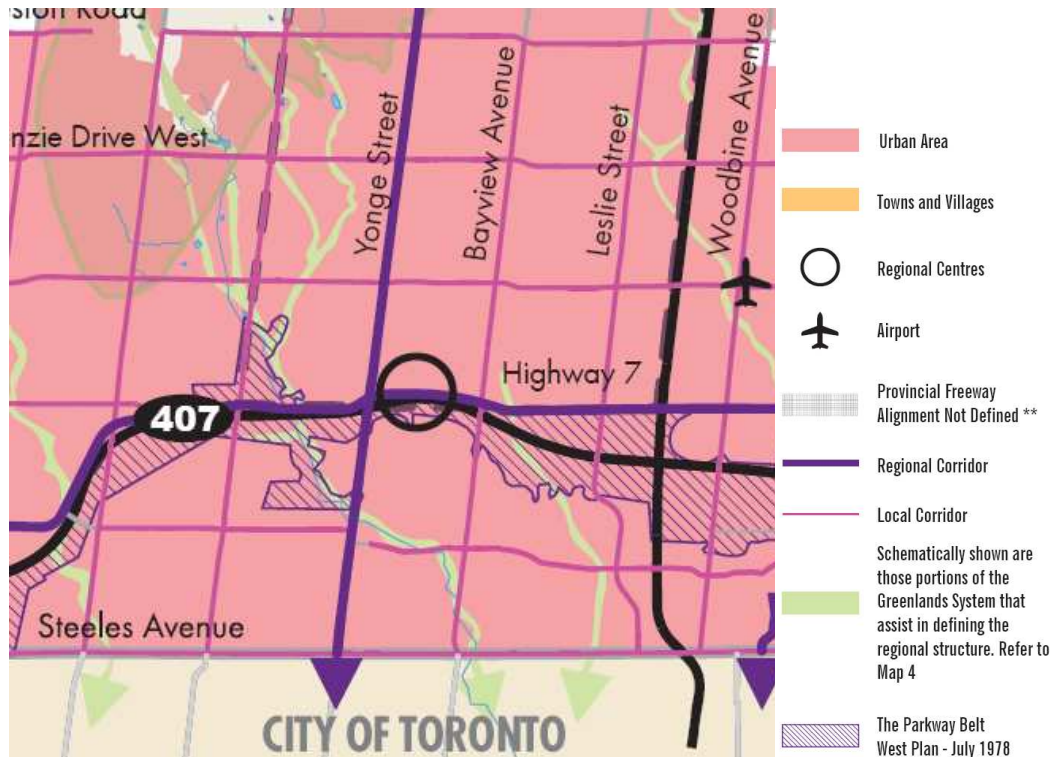 ston Road
nzie Drive West
Yonge Street
Bayview Avenue
Leslie Street
Woodbine Avenue
Highway 7
407
Steeles Avenue
CITY OF TORONTO
Urban Area
Towns and Villages
Regional Centres
Airport
Provincial Freeway
Alignment Not Defined **
Regional Corridor
Local Corridor
Schematically shown are
those portions of the
Greenlands System that
assist in defining the
regional structure. Refer to
Map 4
The Parkway Belt
West Plan - July 1978